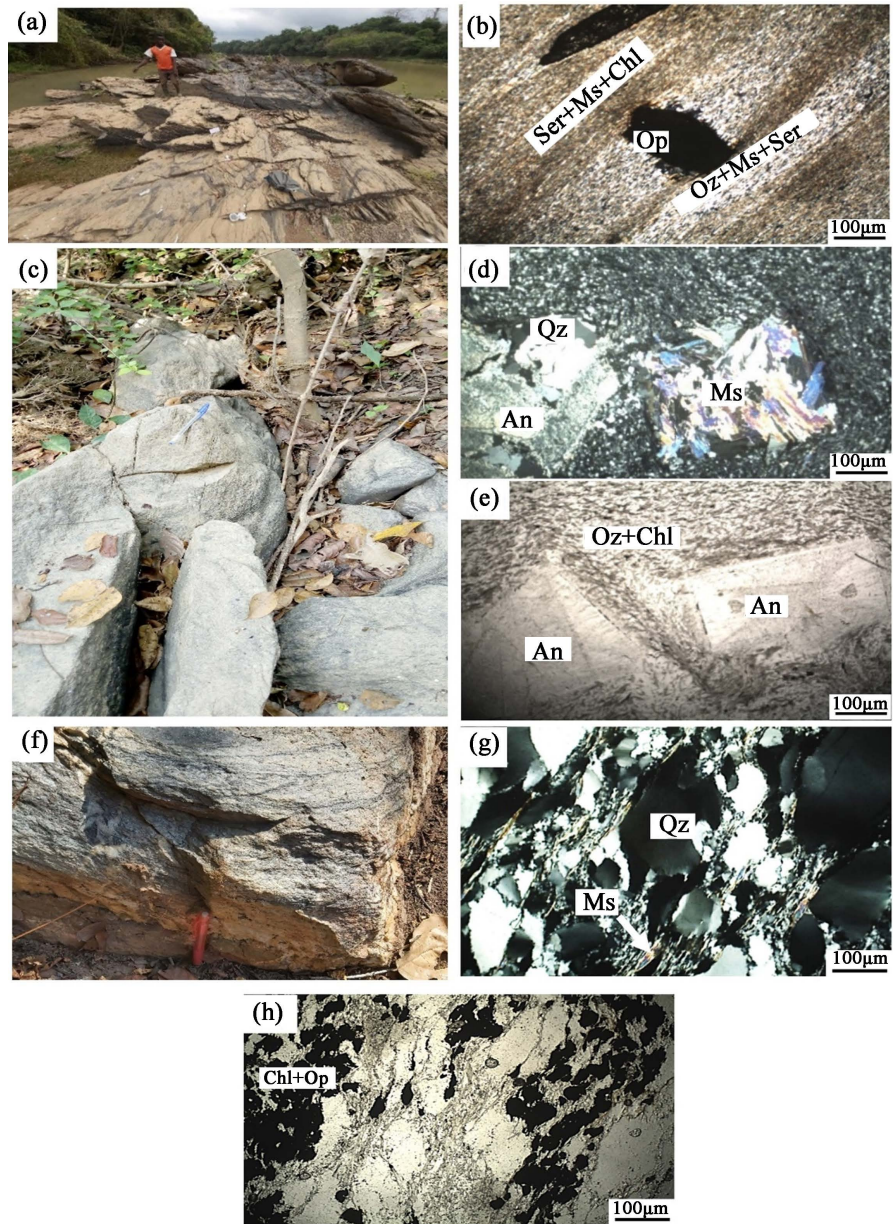 (a)
(b)
Ser+Ms+Chl
Op
Oz+Ms+Ser
100µm
(c)
(d)
Qz
Ms
An
100µm
(e)
Oz+Chl
An
An
100µm
(f)
(g)
Qz
Ms
100µm
(h)
Chl+Op
100µm